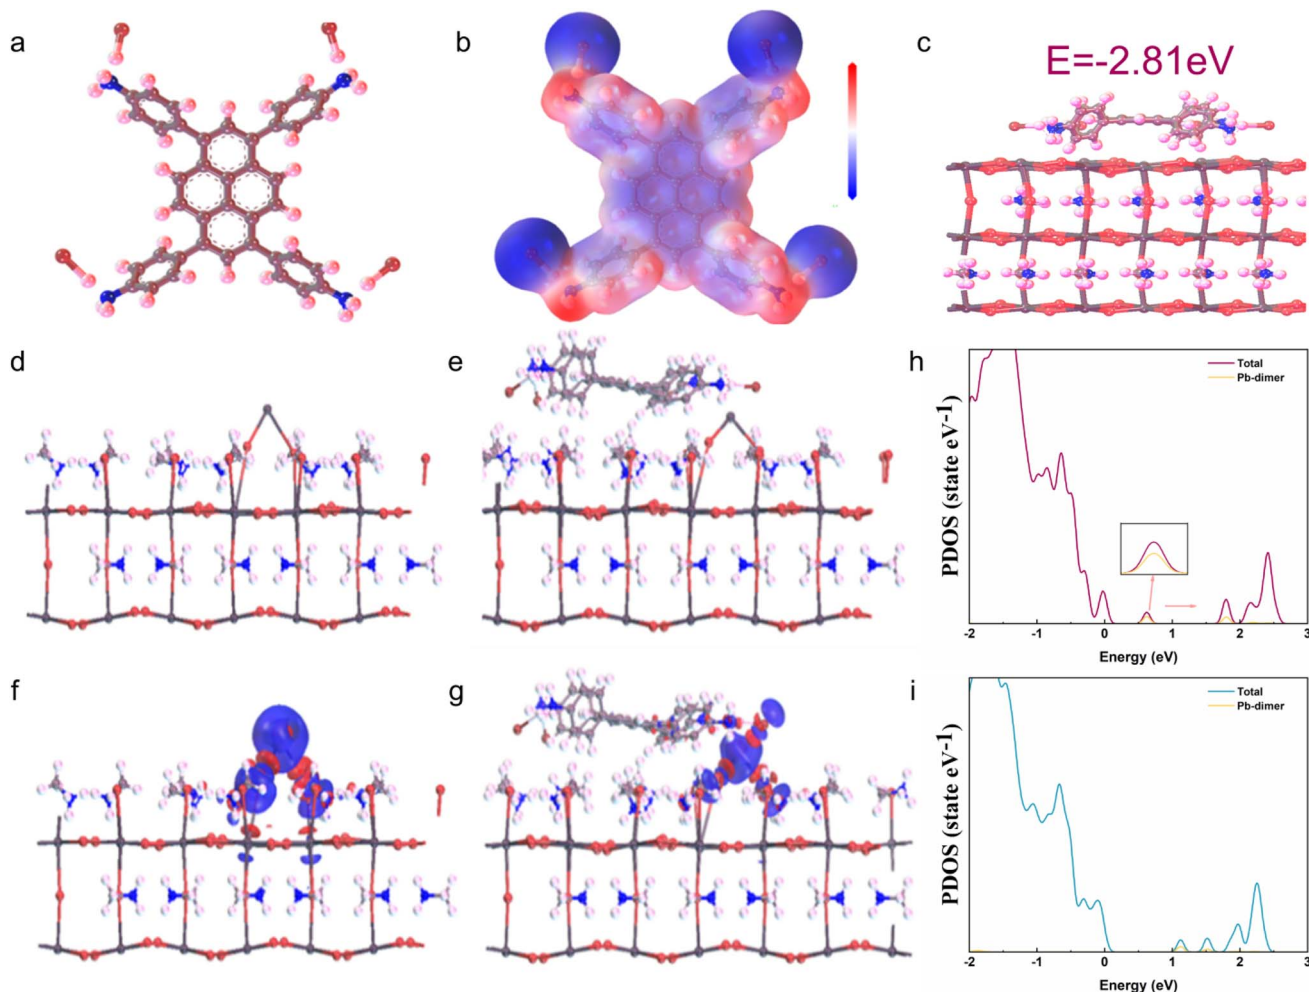 a
b
c
E=-2.81eV
d
e
h
Total
Pb-dimer
PDOS (state eV-1)
-2 -1 0 1 2 3
Energy (eV)
f
g
i
Total
Pb-dimer
PDOS (state eV-1)
-2 -1 0 1 2 3
Energy (eV)